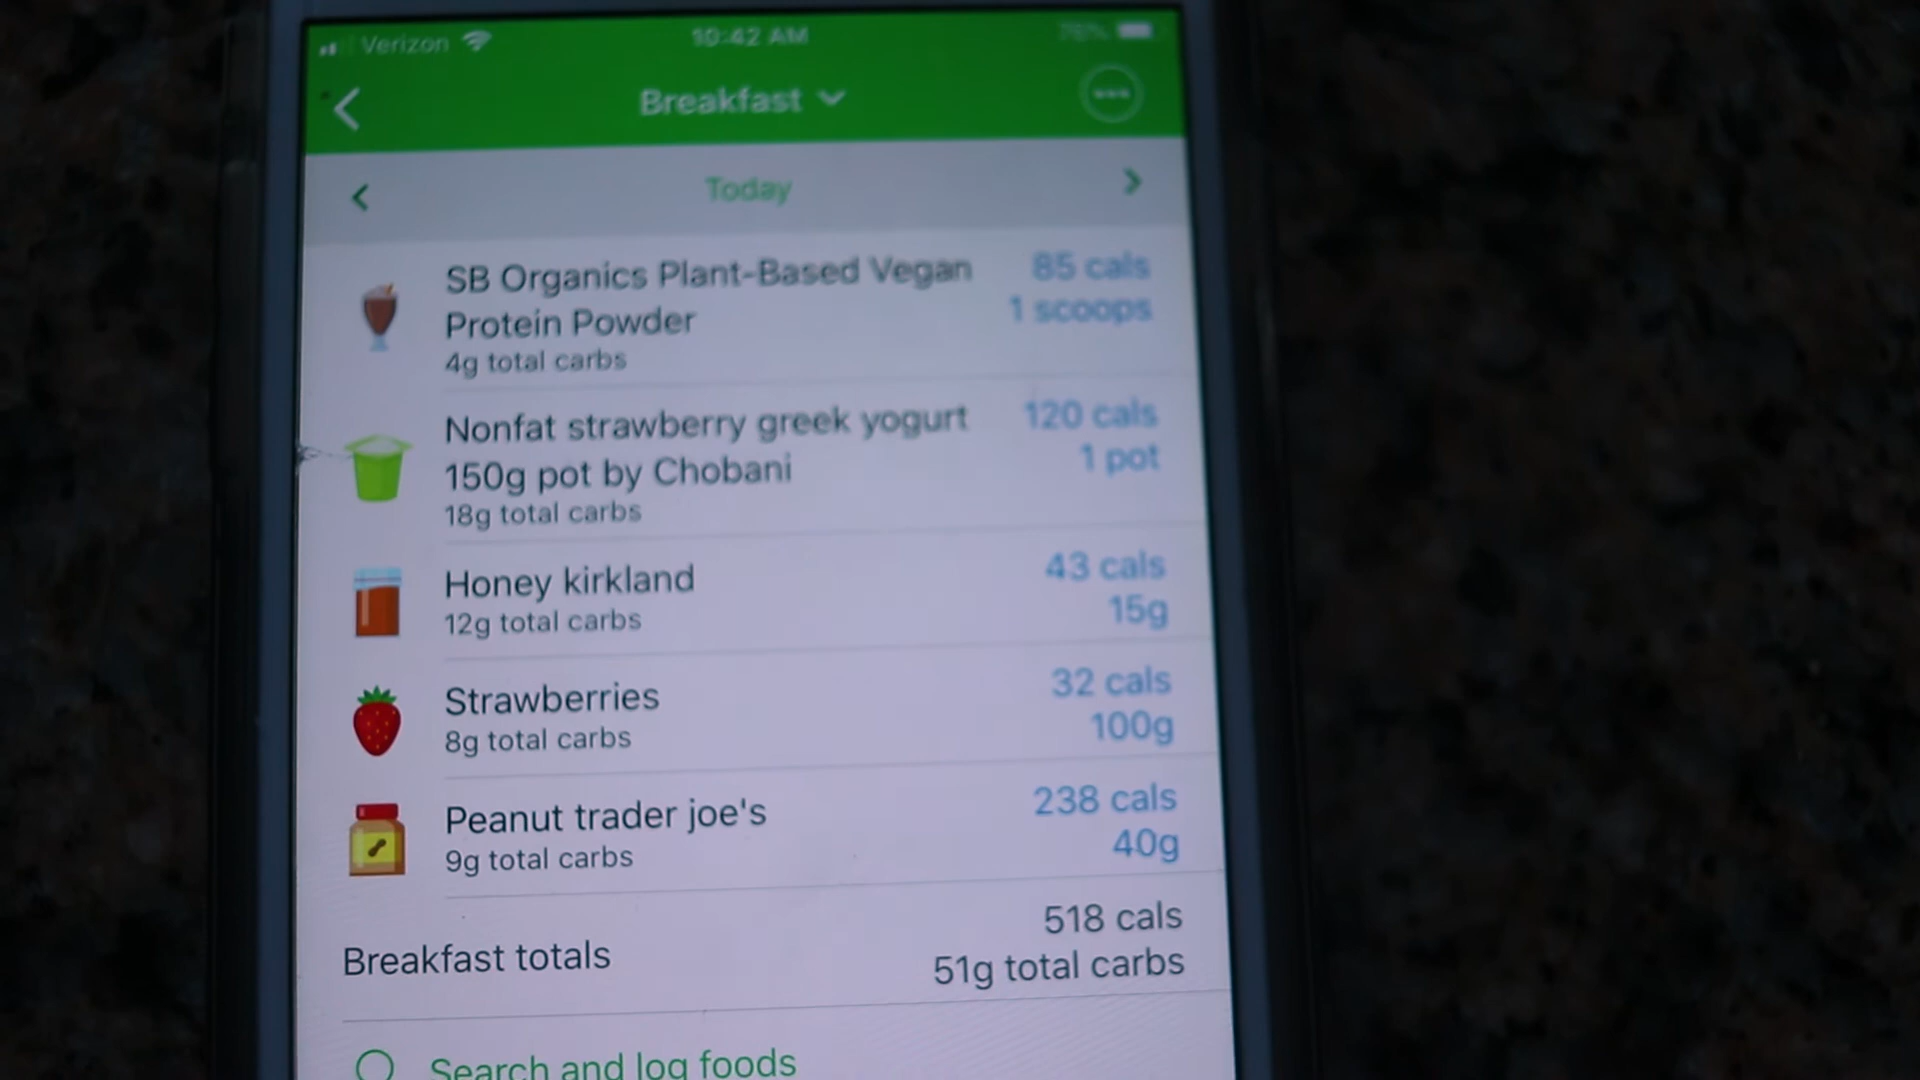 Verizon
10:42 AM
Breakfast
Today
SB Organics Plant-Based Vegan
Protein Powder
4g total carbs
85 cals
1 scoops
Nonfat strawberry greek yogurt
150g pot by Chobani
18g total carbs
120 cals
1 pot
Honey kirkland
12g total carbs
43 cals
15g
Strawberries
8g total carbs
32 cals
100g
Peanut trader joe's
9g total carbs
238 cals
40g
Breakfast totals
518 cals
51g total carbs
Search and log foods